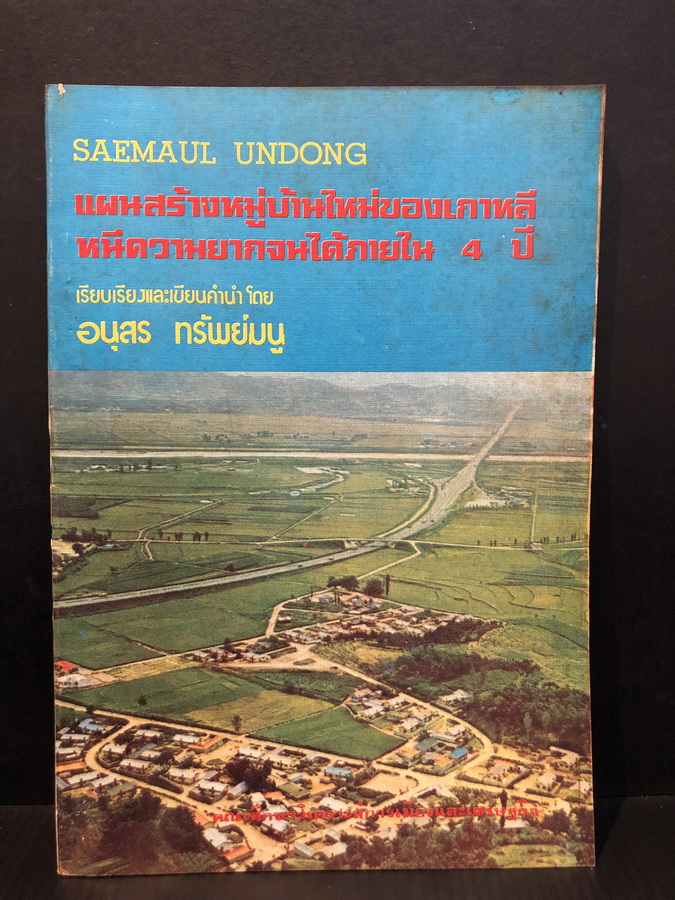 SAEMAUL UNDONG
แผนสร้างหมู่บ้านใหม่ของเกาหลี
หนีความยากจนได้ภายใน 4 ปี
เรียบเรียงและเขียนคำนำ โดย
อนุสร ทรัพย์มนู